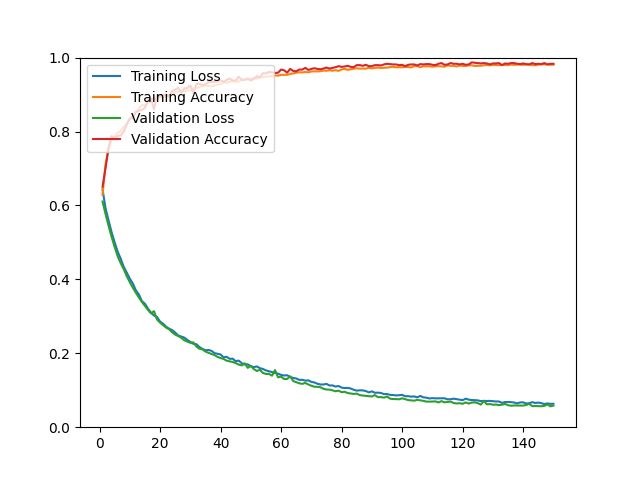 1.0
0.8
0.6
0.4
0.2
0.0
Training Loss
Training Accuracy
Validation Loss
Validation Accuracy
0 20 40 60 80 100 120 140